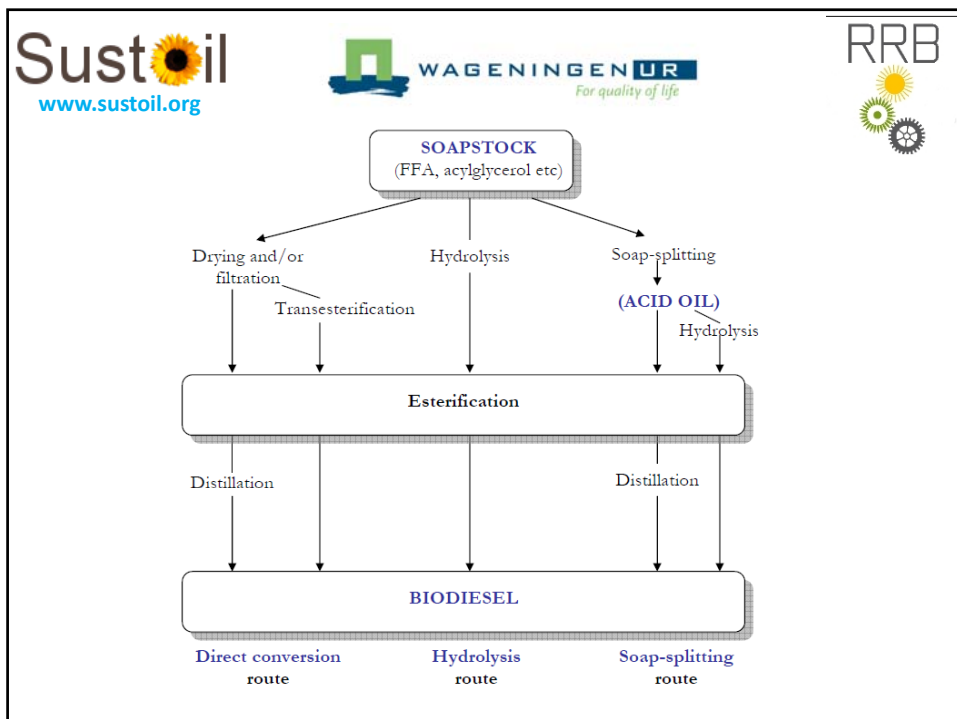 Sustoil
www.sustoil.org
WAGENINGEN UR
For quality of life
RRB
SOAPSTOCK
(FFA, acylglycerol etc)
Drying and/or
filtration
Hydrolysis
Soap-splitting
Transesterification
(ACID OIL)
Hydrolysis
Esterification
Distillation
Distillation
BIODIESEL
Direct conversion
route
Hydrolysis
route
Soap-splitting
route